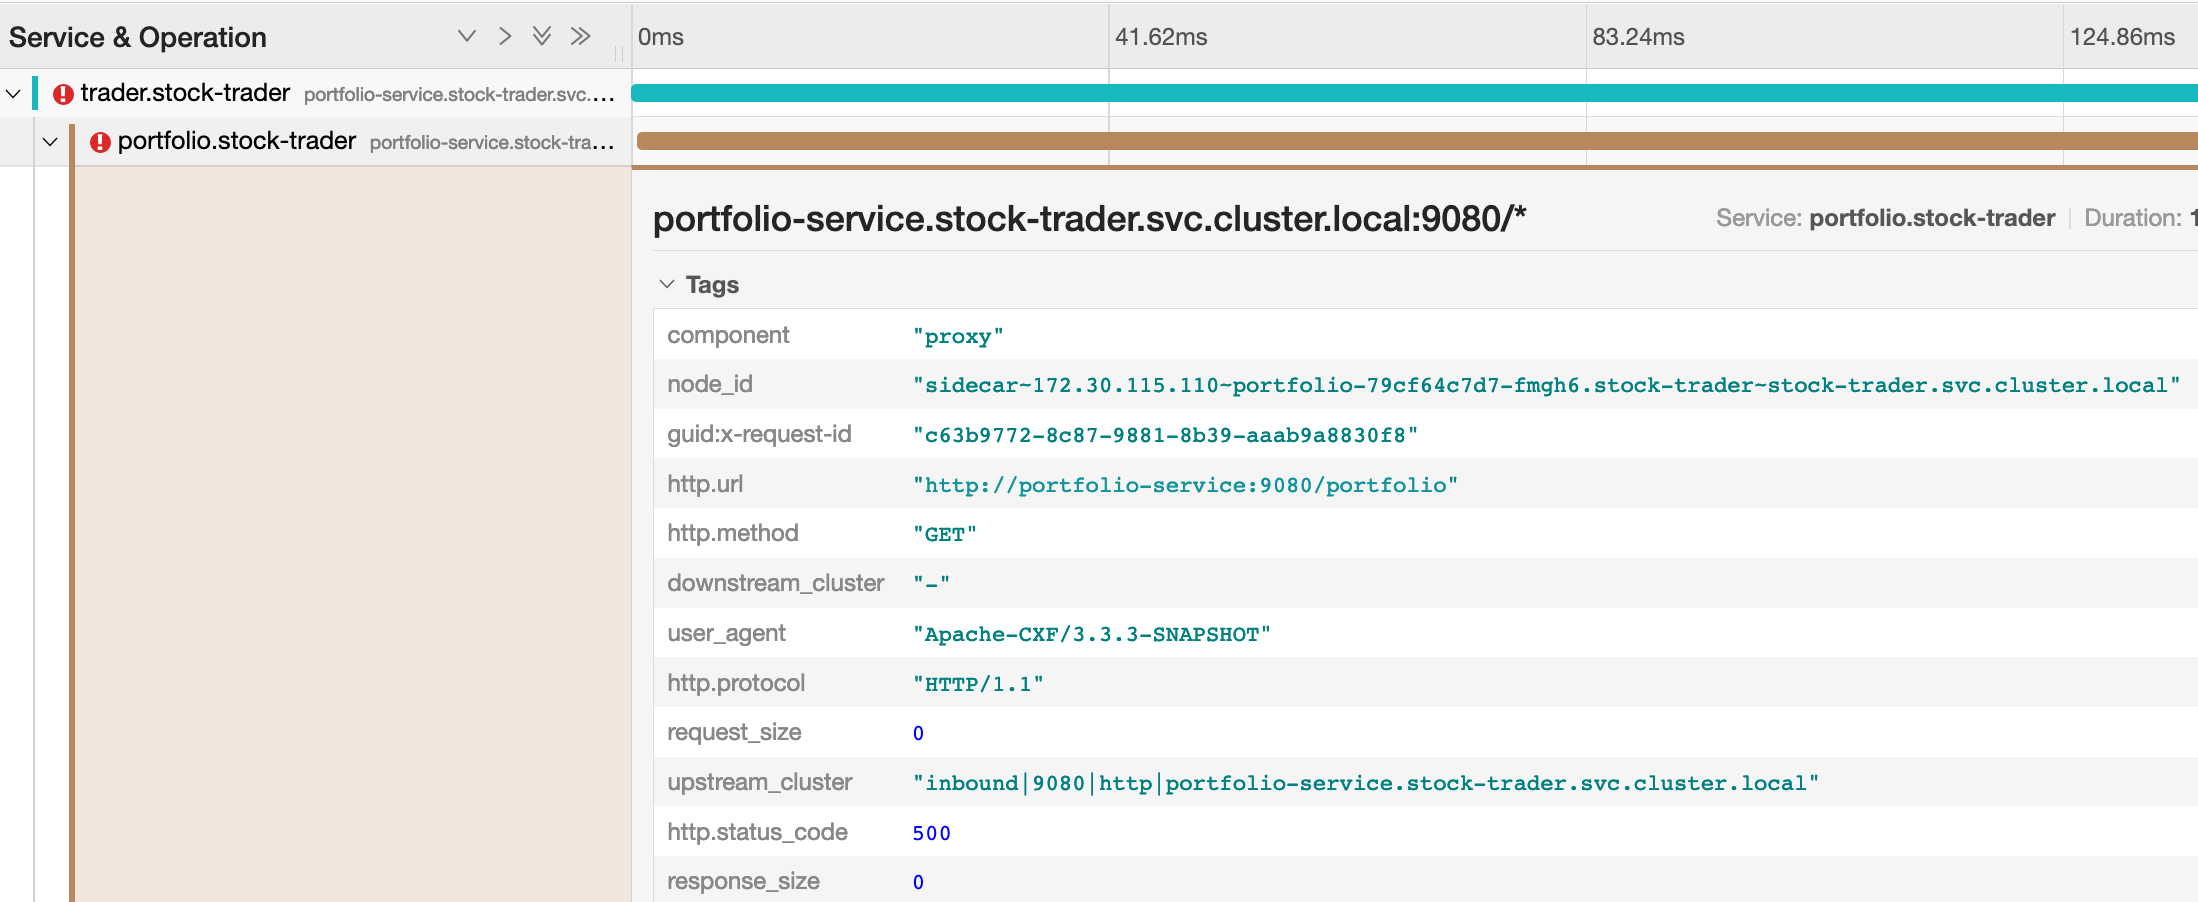 Service & Operation 0ms 41.62ms 83.24ms 124.86ms
trader.stock-trader portfolio-service.stock-trader.svc....
portfolio.stock-trader portfolio-service.stock-tra...
portfolio-service.stock-trader.svc.cluster.local:9080/* Service: portfolio.stock-trader Duration: 1
Tags
component "proxy"
node_id "sidecar~172.30.115.110~portfolio-79cf64c7d7-fmgh6.stock-trader~stock-trader.svc.cluster.local"
guid:x-request-id "c63b9772-8c87-9881-8b39-aaab9a8830f8"
http.url "http://portfolio-service:9080/portfolio"
http.method "GET"
downstream_cluster "-"
user_agent "Apache-CXF/3.3.3-SNAPSHOT"
http.protocol "HTTP/1.1"
request_size 0
upstream_cluster "inbound|9080|http|portfolio-service.stock-trader.svc.cluster.local"
http.status_code 500
response_size 0